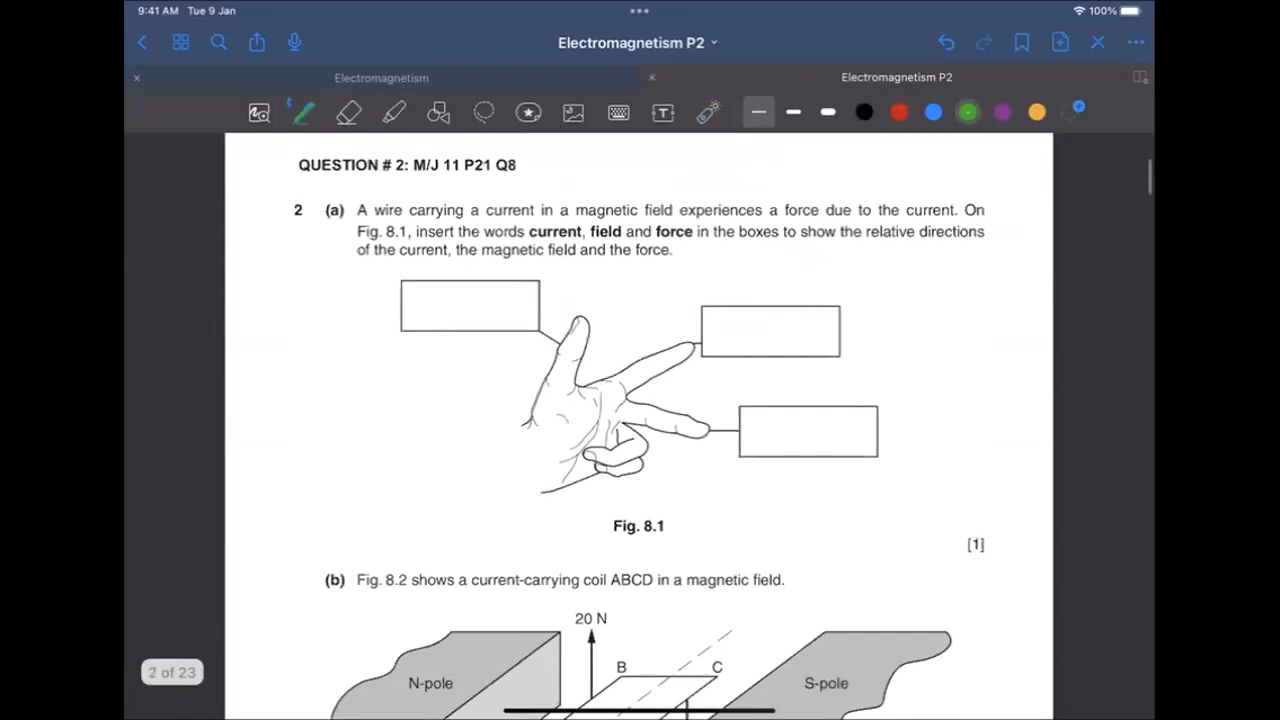 9:41 AM Tue 9 Jan
100%
Electromagnetism P2
Electromagnetism
Electromagnetism P2
QUESTION # 2: M/J 11 P21 Q8
2 (a) A wire carrying a current in a magnetic field experiences a force due to the current. On
Fig. 8.1, insert the words current, field and force in the boxes to show the relative directions
of the current, the magnetic field and the force.
Fig. 8.1
[1]
(b) Fig. 8.2 shows a current-carrying coil ABCD in a magnetic field.
20 N
B C
N-pole S-pole
2 of 23